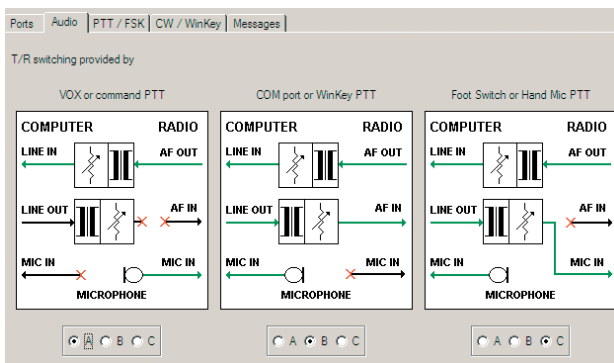 Ports Audio PTT / FSK CW / WinKey Messages
T/R switching provided by
VOX or command PTT
COMPUTER RADIO
LINE IN AF OUT
LINE OUT AF IN
MIC IN MIC IN
MICROPHONE
A B C
COM port or WinKey PTT
COMPUTER RADIO
LINE IN AF OUT
LINE OUT AF IN
MIC IN MIC IN
MICROPHONE
A B C
Foot Switch or Hand Mic PTT
COMPUTER RADIO
LINE IN AF OUT
LINE OUT AF IN
MIC IN MIC IN
MICROPHONE
A B C